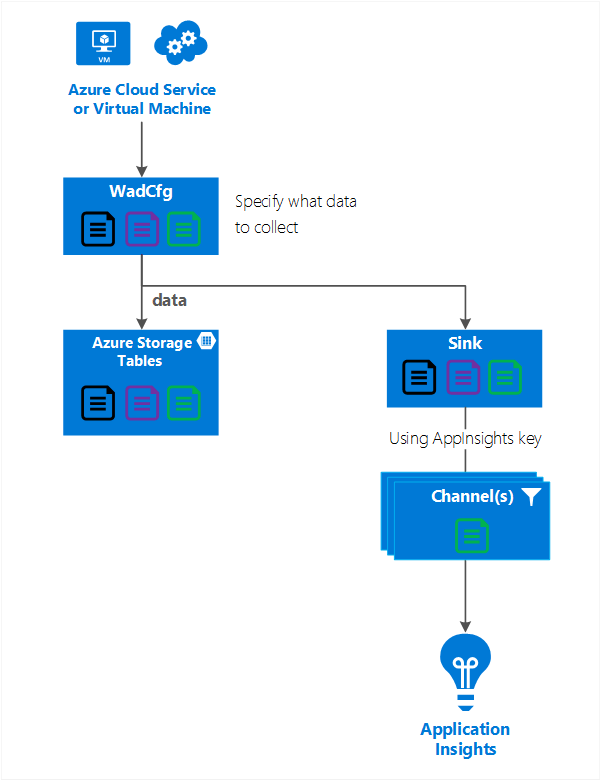 VM
Azure Cloud Service
or Virtual Machine
WadCfg
Specify what data
to collect
data
Azure Storage
Tables
Sink
Using AppInsights key
Channel(s)
Application
Insights